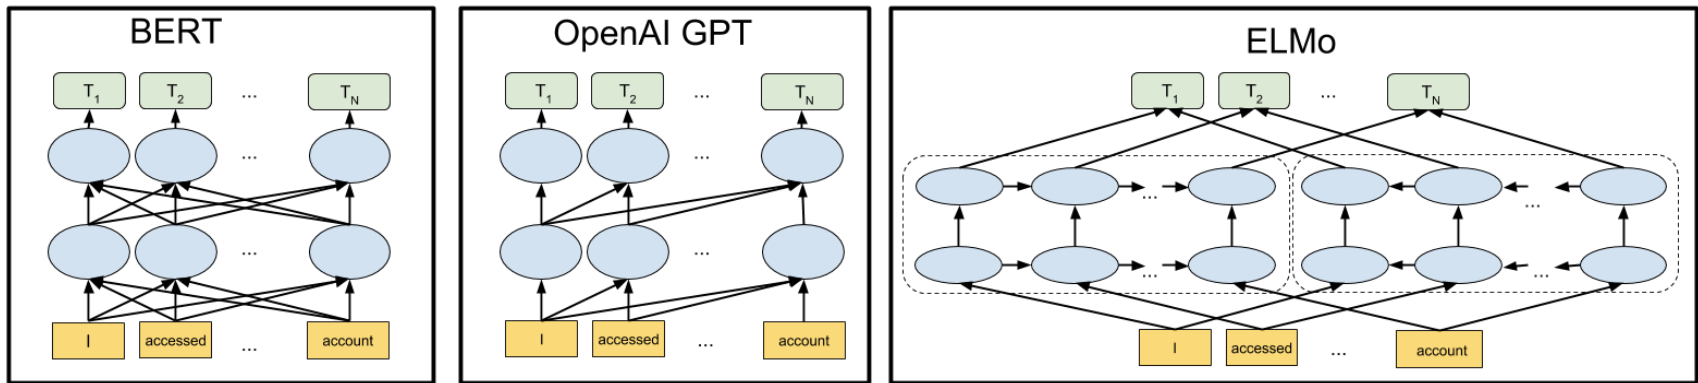 BERT
T1 T2 ... TN
...
...
I accessed ... account
OpenAI GPT
T1 T2 ... TN
...
...
I accessed ... account
ELMo
T1 T2 ... TN
... ...
... ...
I accessed ... account